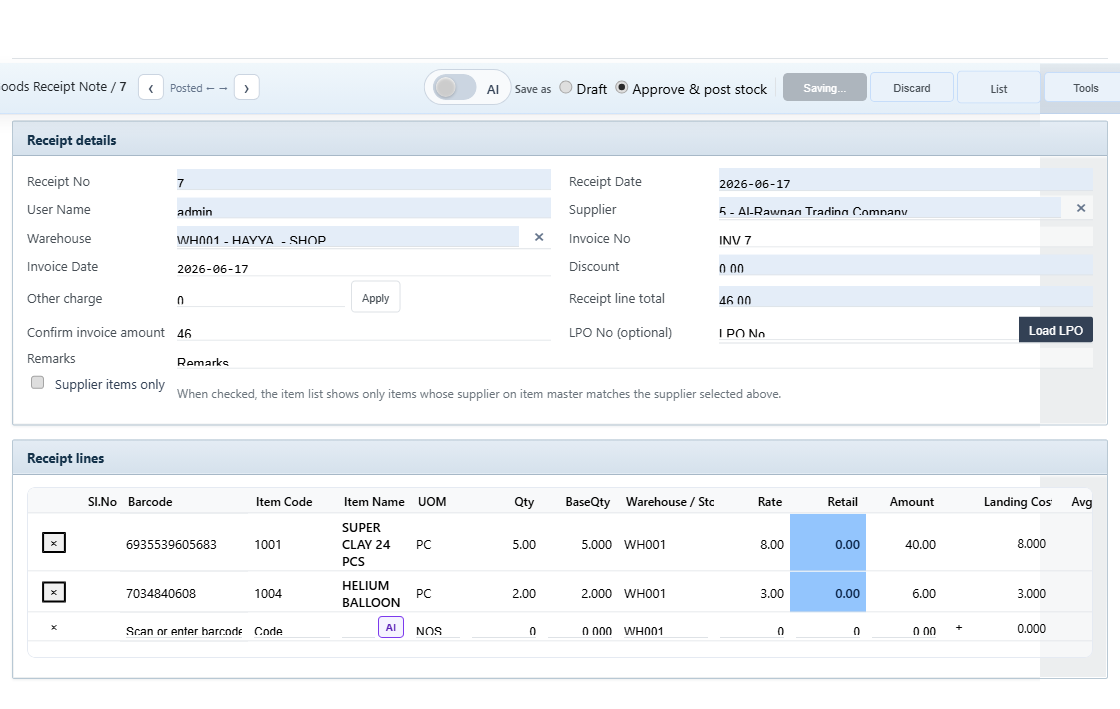 oods Receipt Note / 7 ‹ Posted ← → › AI Save as Draft Approve & post stock Saving... Discard List Tools
Receipt details
Receipt No 7 Receipt Date 2026-06-17
User Name admin Supplier 5 - Al-Rawnaq Trading Company ×
Warehouse WH001 - HAYYA - SHOP × Invoice No INV 7
Invoice Date 2026-06-17 Discount 0.00
Other charge 0 Apply Receipt line total 46.00
Confirm invoice amount 46 LPO No (optional) LPO No Load LPO
Remarks Remarks
Supplier items only When checked, the item list shows only items whose supplier on item master matches the supplier selected above.
Receipt lines
Sl.No Barcode Item Code Item Name UOM Qty BaseQty Warehouse / Stc Rate Retail Amount Landing Cos Avg
× 6935539605683 1001 SUPER CLAY 24 PCS PC 5.00 5.000 WH001 8.00 0.00 40.00 8.000
× 7034840608 1004 HELIUM BALLOON PC 2.00 2.000 WH001 3.00 0.00 6.00 3.000
× Scan or enter barcode Code AI NOS 0 0.000 WH001 0 0 0.00 + 0.000